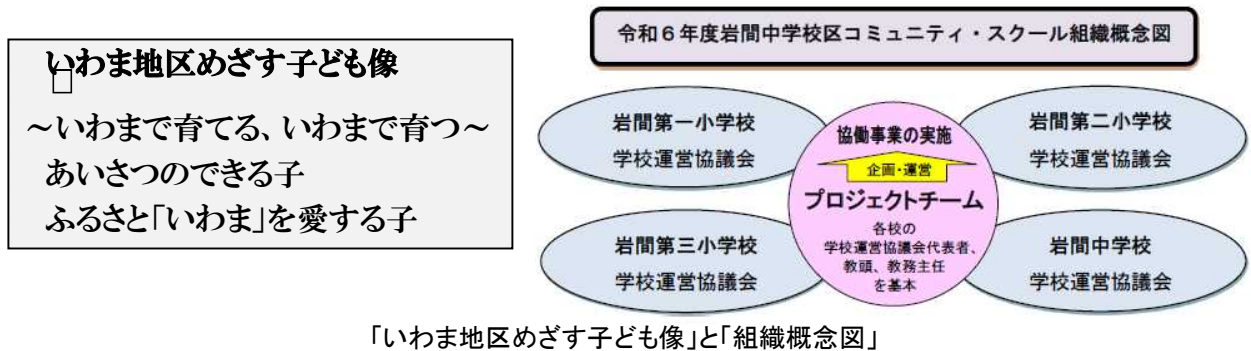 いわま地区めざす子ども像
～いわまで育てる、いわまで育つ～
あいさつのできる子
ふるさと「いわま」を愛する子
令和６年度岩間中学校区コミュニティ・スクール組織概念図
岩間第一小学校
学校運営協議会
岩間第二小学校
学校運営協議会
協働事業の実施
企画・運営
プロジェクトチーム
各校の
学校運営協議会代表者、
教頭、教務主任
を基本
岩間第三小学校
学校運営協議会
岩間中学校
学校運営協議会
「いわま地区めざす子ども像」と「組織概念図」